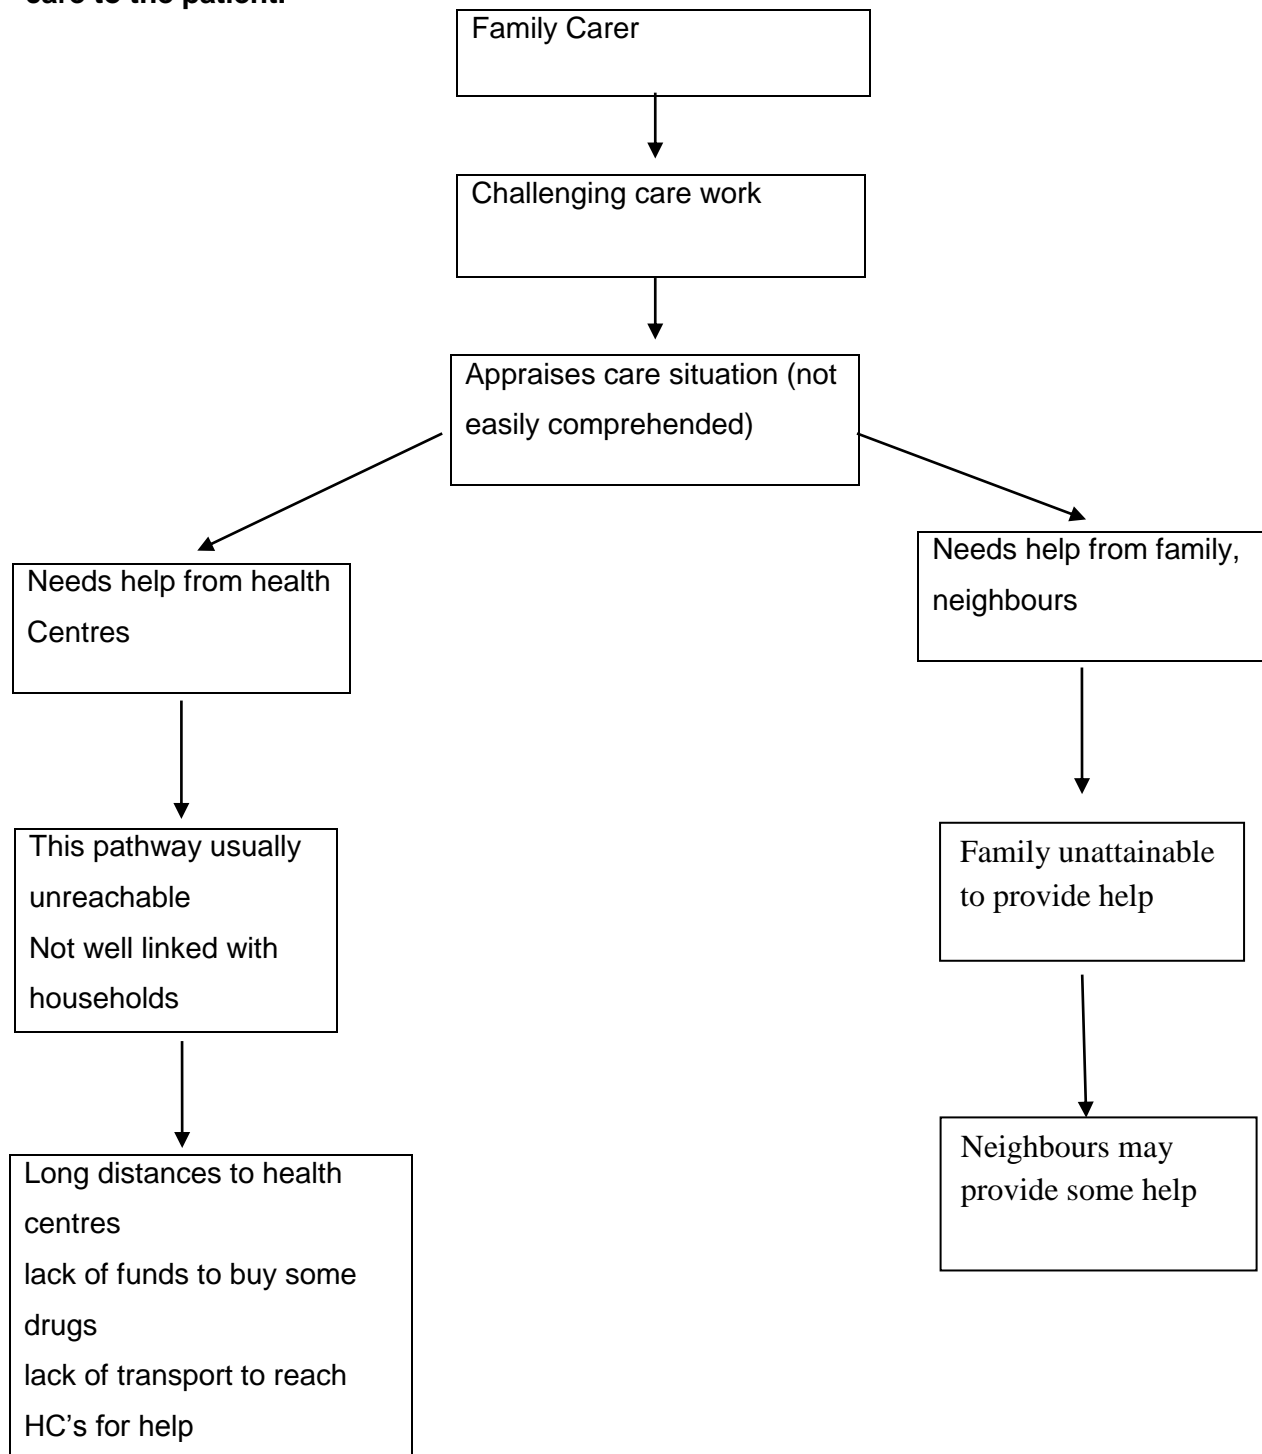 care to the patient.
Family Carer
Challenging care work
Appraises care situation (not
easily comprehended)
Needs help from health
Centres
Needs help from family,
neighbours
This pathway usually
unreachable
Not well linked with
households
Family unattainable
to provide help
Long distances to health
centres
lack of funds to buy some
drugs
lack of transport to reach
HC’s for help
Neighbours may
provide some help